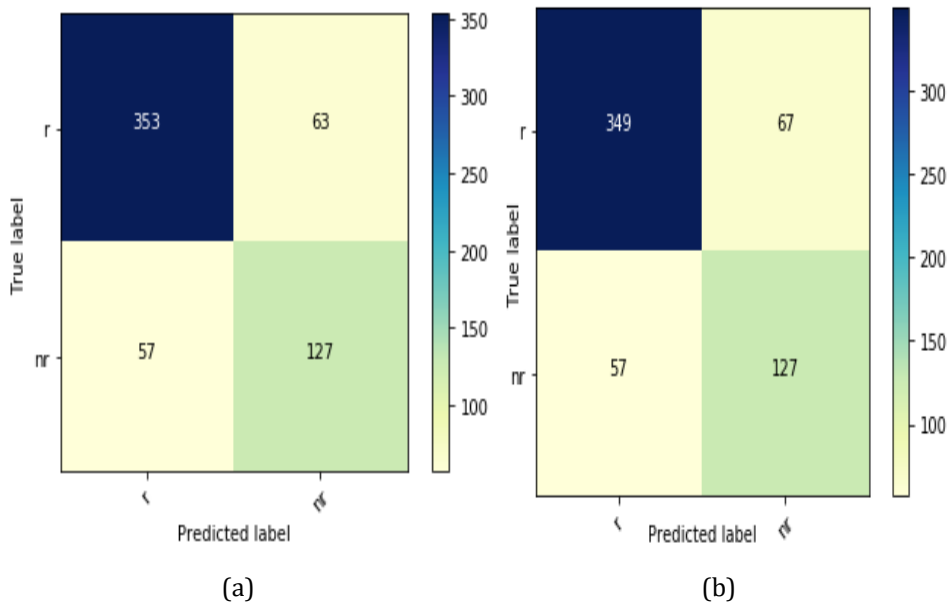 350
r
353
63
300
250
True label
200
150
nr
57
127
100
r
nr
Predicted label
(a)
r
349
67
300
250
True label
200
150
nr
57
127
100
r
nr
Predicted label
(b)